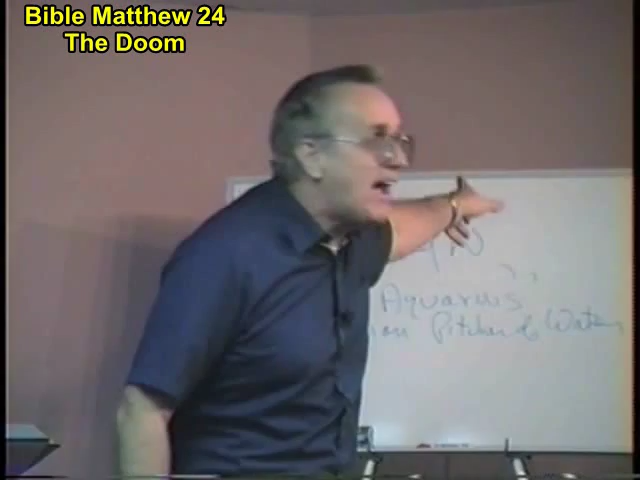 Bible Matthew 24
The Doom
Aquarius
Pitcher of Water